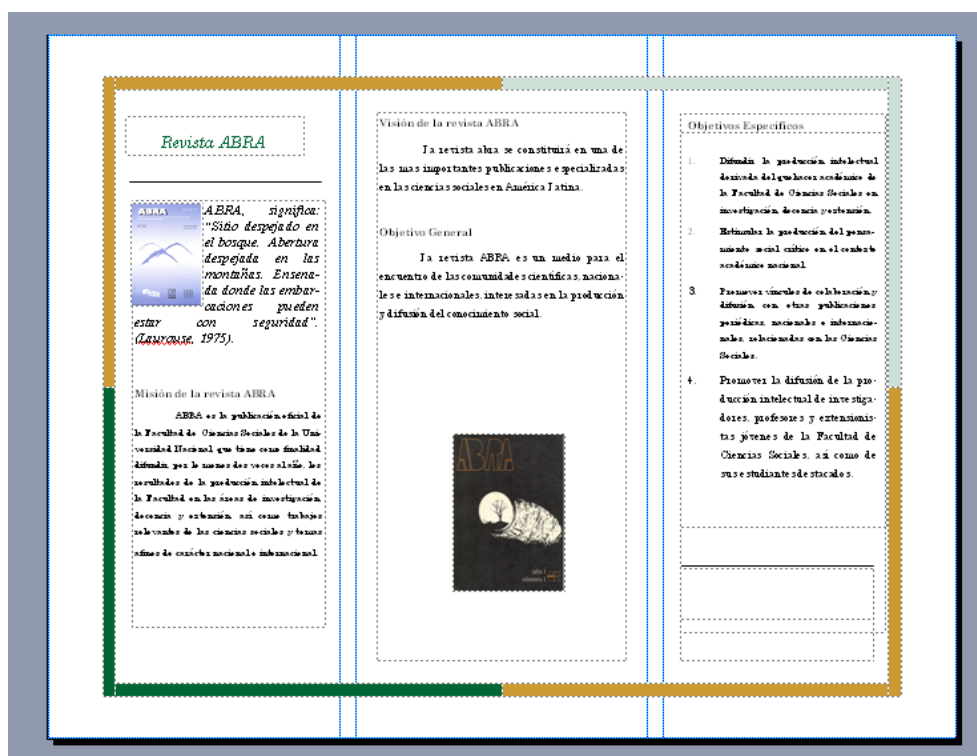 Revista ABRA
ABRA
ABRA, significa:
"Sitio despejado en
el bosque. Abertura
despejada en las
montañas. Ensena-
da donde las embar-
caciones pueden
estar con seguridad".
(Laurouse, 1975).
Misión de la revista ABRA
ABRA es la publicación oficial de
la Facultad de Ciencias Sociales de la Uni-
versidad Nacional que tiene como finalidad
difundir, por lo menos dos veces al año, los
resultados de la producción intelectual de
la Facultad en las áreas de investigación,
docencia y extensión, así como trabajos
relevantes de las ciencias sociales y temas
afines de carácter nacional e internacional.
Visión de la revista ABRA
La revista abra se constituirá en una de
las mas importantes publicaciones especializadas
en las ciencias sociales en América Latina.
Objetivo General
La revista ABRA es un medio para el
encuentro de las comunidades científicas, naciona-
les e internacionales, interesadas en la producción
y difusión del conocimiento social.
ABRA
año 1
número 1
Objetivos Específicos
1. Difundir la producción intelectual
derivada del quehacer académico de
la Facultad de Ciencias Sociales en
investigación, docencia y extensión.
2. Estimular la producción del pensa-
miento social crítico en el contexto
académico nacional.
3. Promover vínculos de colaboración y
difusión con otras publicaciones
periódicas, nacionales e internacio-
nales, relacionadas con las Ciencias
Sociales.
4. Promover la difusión de la pro-
ducción intelectual de investiga-
dores, profesores y extensionis-
tas jóvenes de la Facultad de
Ciencias Sociales, así como de
sus estudiantes destacados.